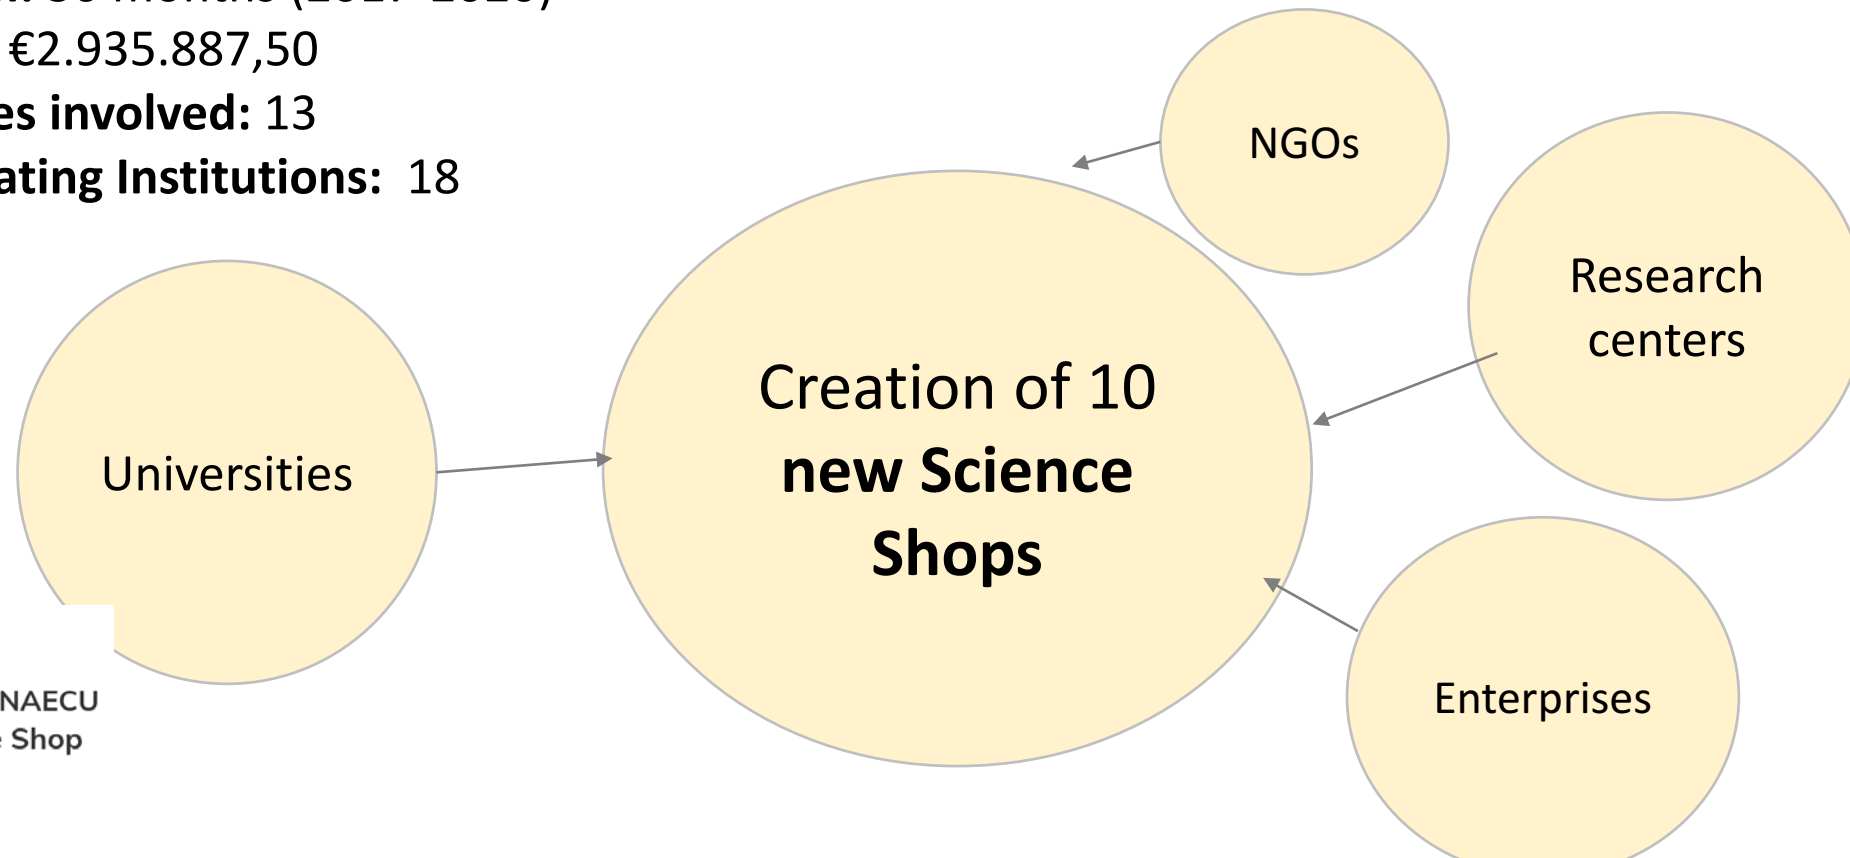 €2.935.887,50
es involved: 13
ating Institutions: 18
NGOs
Research
centers
Creation of 10
new Science
Shops
Universities
Enterprises
NAECU
Shop